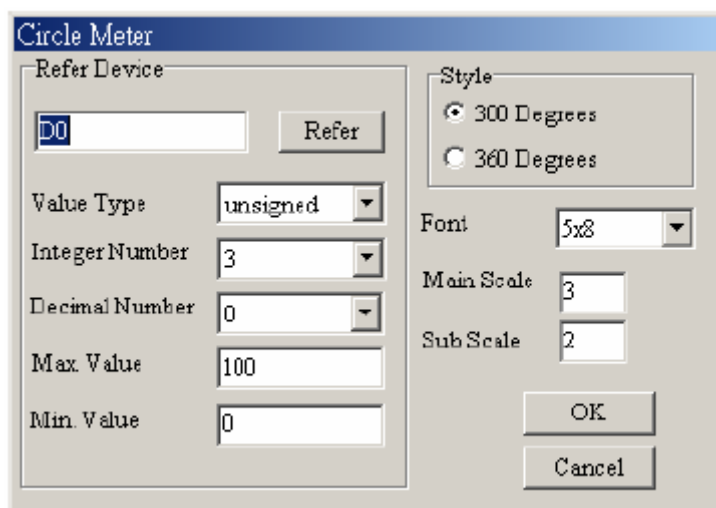 Circle Meter
Refer Device
D0
Refer
Value Type
unsigned
Integer Number
3
Decimal Number
0
Max. Value
100
Min. Value
0
Style
300 Degrees
360 Degrees
Font
5x8
Main Scale
3
Sub Scale
2
OK
Cancel